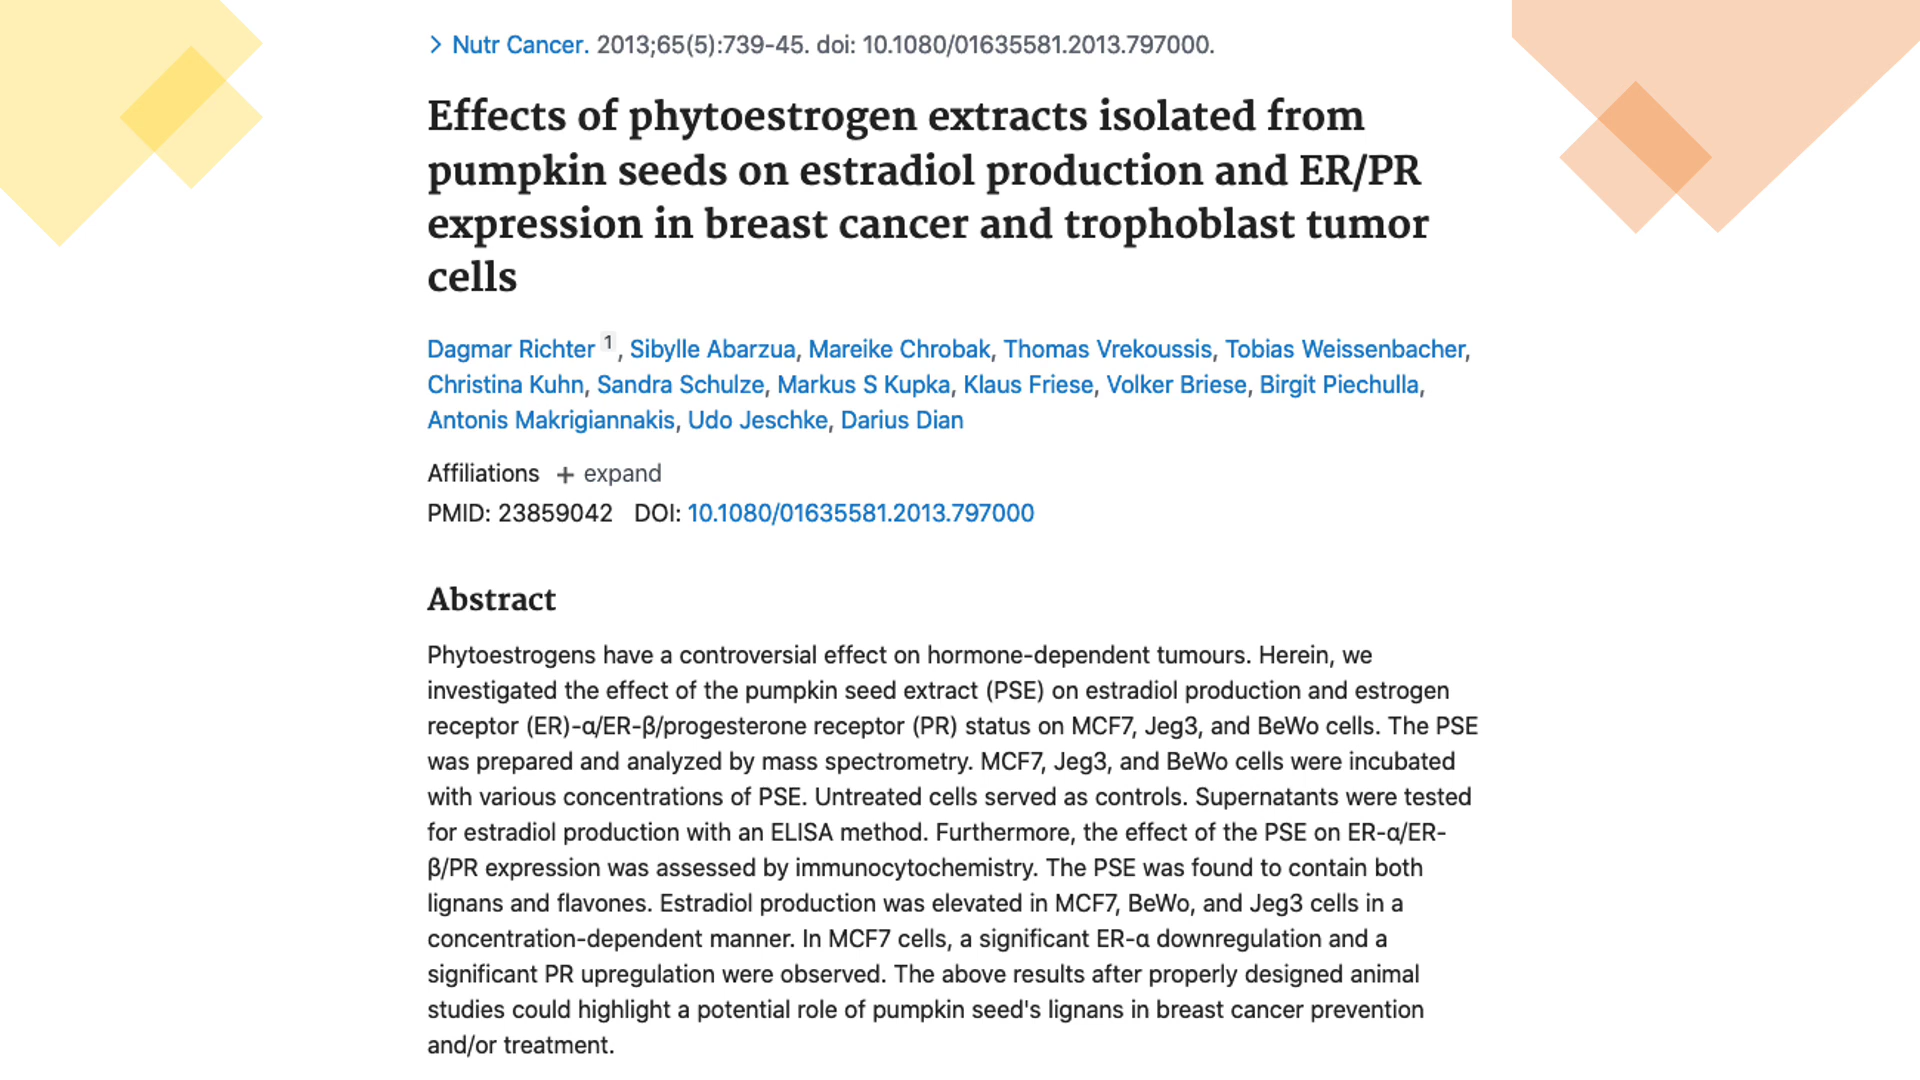 > Nutr Cancer. 2013;65(5):739-45. doi: 10.1080/01635581.2013.797000.
Effects of phytoestrogen extracts isolated from
pumpkin seeds on estradiol production and ER/PR
expression in breast cancer and trophoblast tumor
cells
Dagmar Richter 1, Sibylle Abarzua, Mareike Chrobak, Thomas Vrekoussis, Tobias Weissenbacher,
Christina Kuhn, Sandra Schulze, Markus S Kupka, Klaus Friese, Volker Briese, Birgit Piechulla,
Antonis Makrigiannakis, Udo Jeschke, Darius Dian
Affiliations + expand
PMID: 23859042 DOI: 10.1080/01635581.2013.797000
Abstract
Phytoestrogens have a controversial effect on hormone-dependent tumours. Herein, we
investigated the effect of the pumpkin seed extract (PSE) on estradiol production and estrogen
receptor (ER)-α/ER-β/progesterone receptor (PR) status on MCF7, Jeg3, and BeWo cells. The PSE
was prepared and analyzed by mass spectrometry. MCF7, Jeg3, and BeWo cells were incubated
with various concentrations of PSE. Untreated cells served as controls. Supernatants were tested
for estradiol production with an ELISA method. Furthermore, the effect of the PSE on ER-α/ER-
β/PR expression was assessed by immunocytochemistry. The PSE was found to contain both
lignans and flavones. Estradiol production was elevated in MCF7, BeWo, and Jeg3 cells in a
concentration-dependent manner. In MCF7 cells, a significant ER-α downregulation and a
significant PR upregulation were observed. The above results after properly designed animal
studies could highlight a potential role of pumpkin seed's lignans in breast cancer prevention
and/or treatment.